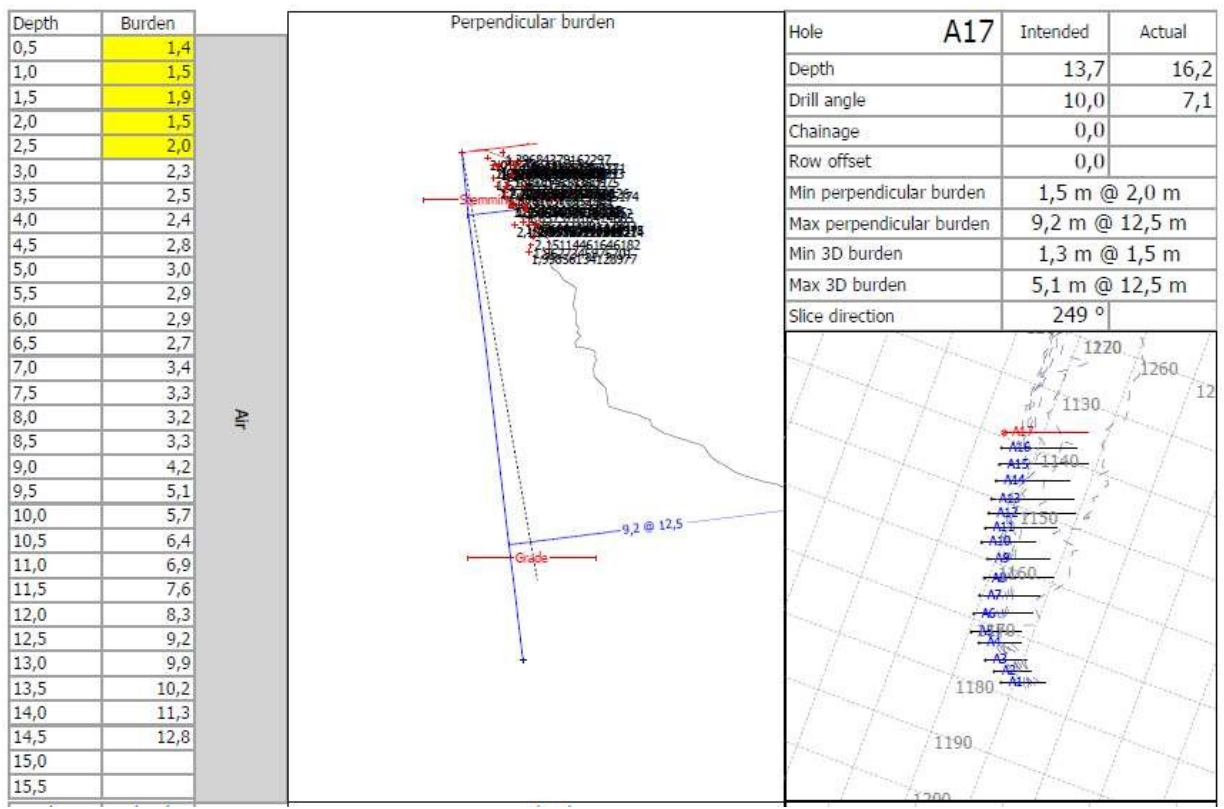 Depth Burden
0,5 1,4
1,0 1,5
1,5 1,9
2,0 1,5
2,5 2,0
3,0 2,3
3,5 2,5
4,0 2,4
4,5 2,8
5,0 3,0
5,5 2,9
6,0 2,9
6,5 2,7
7,0 3,4
7,5 3,3
8,0 3,2
8,5 3,3
9,0 4,2
9,5 5,1
10,0 5,7
10,5 6,4
11,0 6,9
11,5 7,6
12,0 8,3
12,5 9,2
13,0 9,9
13,5 10,2
14,0 11,3
14,5 12,8
15,0
15,5
Air
Perpendicular burden
2,15114461646182
9,2 @ 12,5
Grade
Hole A17 Intended Actual
Depth 13,7 16,2
Drill angle 10,0 7,1
Chainage 0,0
Row offset 0,0
Min perpendicular burden 1,5 m @ 2,0 m
Max perpendicular burden 9,2 m @ 12,5 m
Min 3D burden 1,3 m @ 1,5 m
Max 3D burden 5,1 m @ 12,5 m
Slice direction 249 º
1260
1130
A17
A16
A15 1140
A14
A13
A12 1150
A11
A10
A9
A8 1160
A7
A6
A4
A3
A2
A1
1180
1190
1200